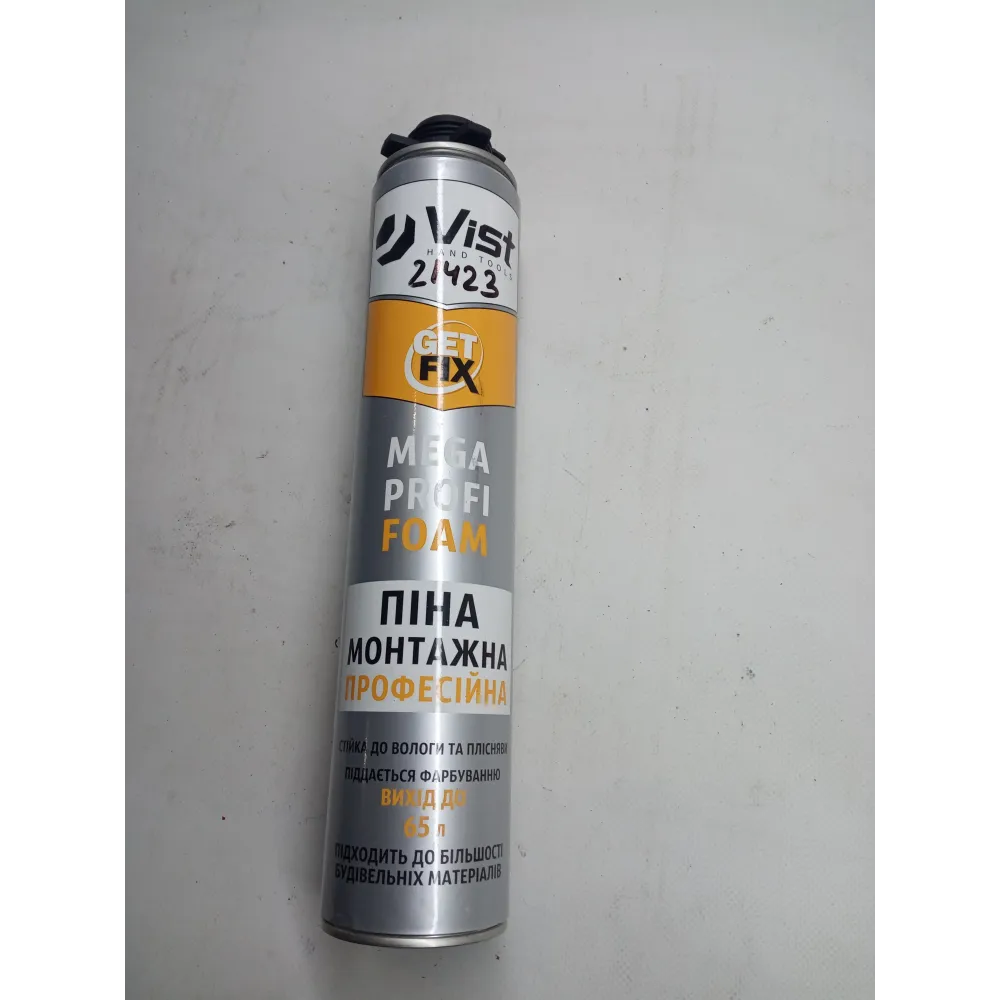 Vist
HAND TOOLS
21423
GET
FIX
MEGA
PROFI
FOAM
ПІНА
МОНТАЖНА
ПРОФЕСІЙНА
СТІЙКА ДО ВОЛОГИ ТА ПЛІСНЯВИ
ПІДДАЄТЬСЯ ФАРБУВАННЮ
ВИХІД ДО
65 л
ПІДХОДИТЬ ДО БІЛЬШОСТІ
БУДІВЕЛЬНІХ МАТЕРІАЛІВ